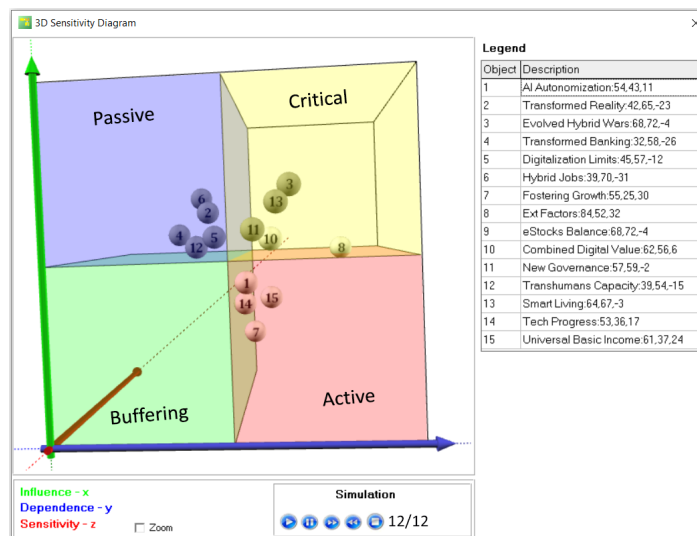 3D Sensitivity Diagram
Passive
Critical
3
6
13
2
11
4
5
10
12
8
1
14
15
7
Buffering
Active
Legend
Object Description
1 AI Autonomization:54,43,11
2 Transformed Reality:42,65,-23
3 Evolved Hybrid Wars:68,72,-4
4 Transformed Banking:32,58,-26
5 Digitalization Limits:45,57,-12
6 Hybrid Jobs:39,70,-31
7 Fostering Growth:55,25,30
8 Ext Factors:84,52,32
9 eStocks Balance:68,72,-4
10 Combined Digital Value:62,56,6
11 New Governance:57,59,-2
12 Transhumans Capacity:39,54,-15
13 Smart Living:64,67,-3
14 Tech Progress:53,36,17
15 Universal Basic Income:61,37,24
Influence - x
Dependence - y
Sensitivity - z
Zoom
Simulation
12/12